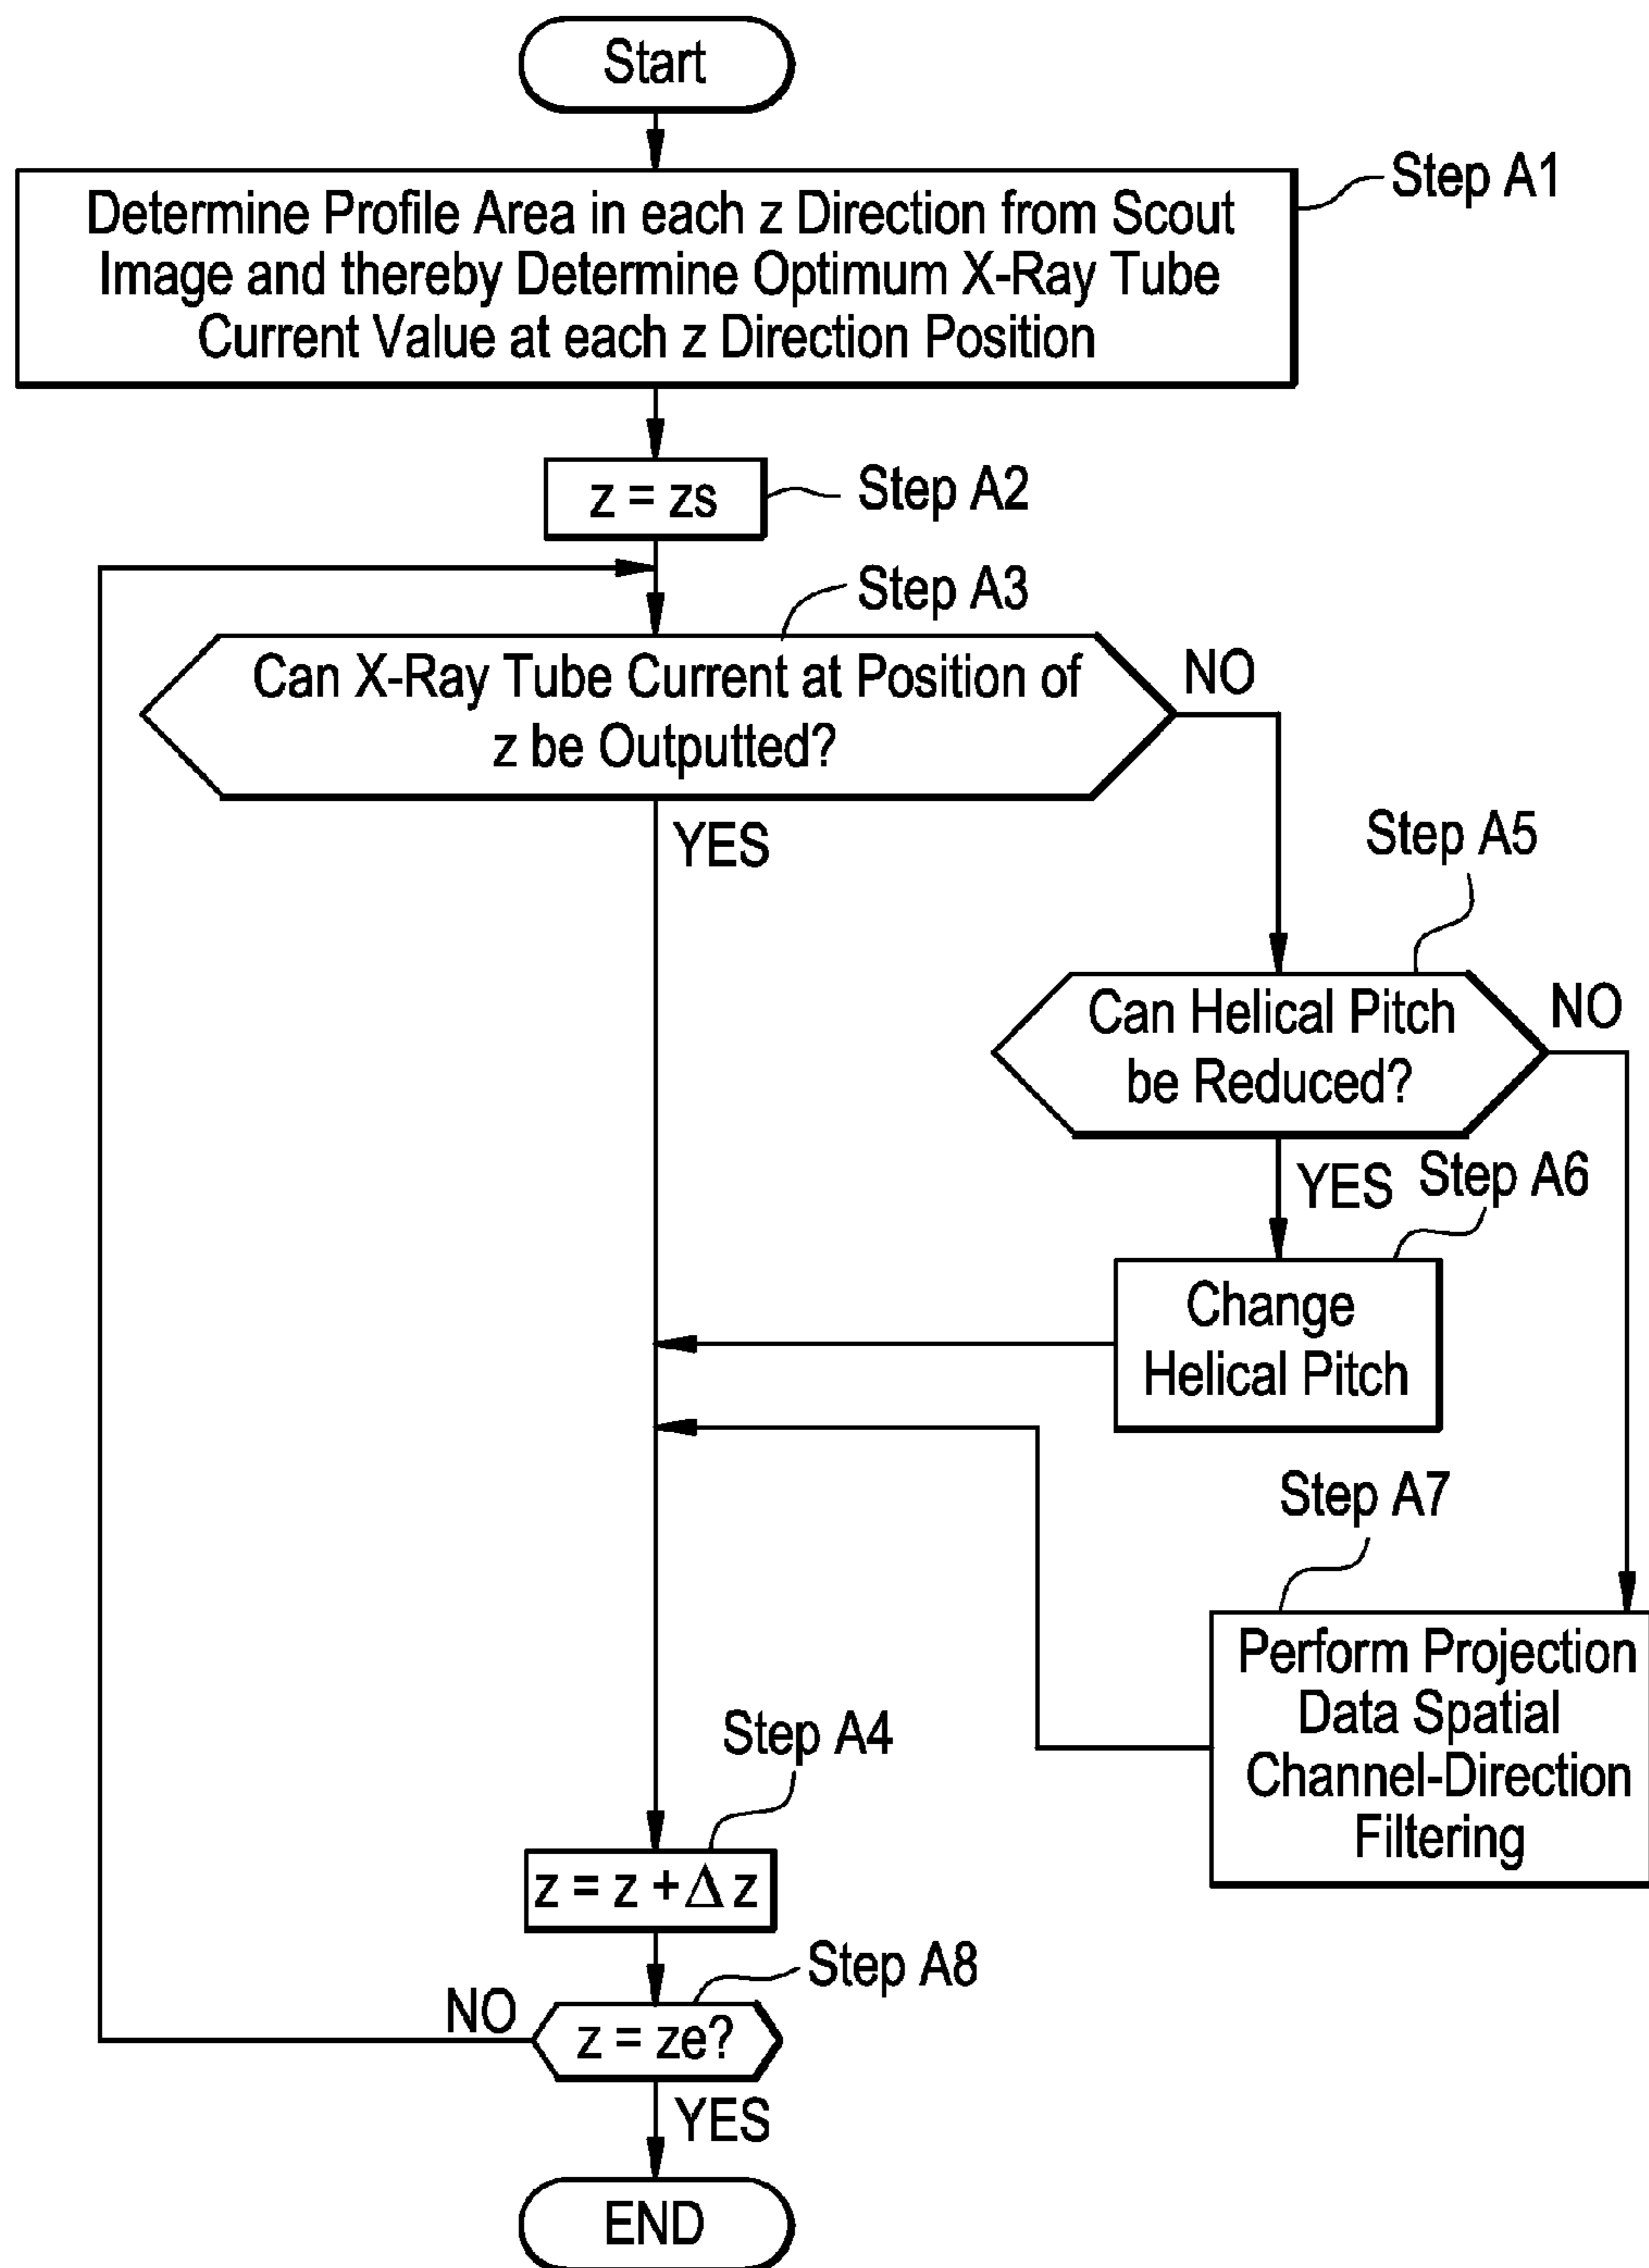 Start
Step A1
Determine Profile Area in each z Direction from Scout
Image and thereby Determine Optimum X-Ray Tube
Current Value at each z Direction Position
z = zs
Step A2
Step A3
Can X-Ray Tube Current at Position of
z be Outputted?
NO
YES
Step A5
Can Helical Pitch
be Reduced?
NO
YES
Step A6
Change
Helical Pitch
Step A7
Perform Projection
Data Spatial
Channel-Direction
Filtering
Step A4
z = z + Δ z
Step A8
NO
z = ze?
YES
END